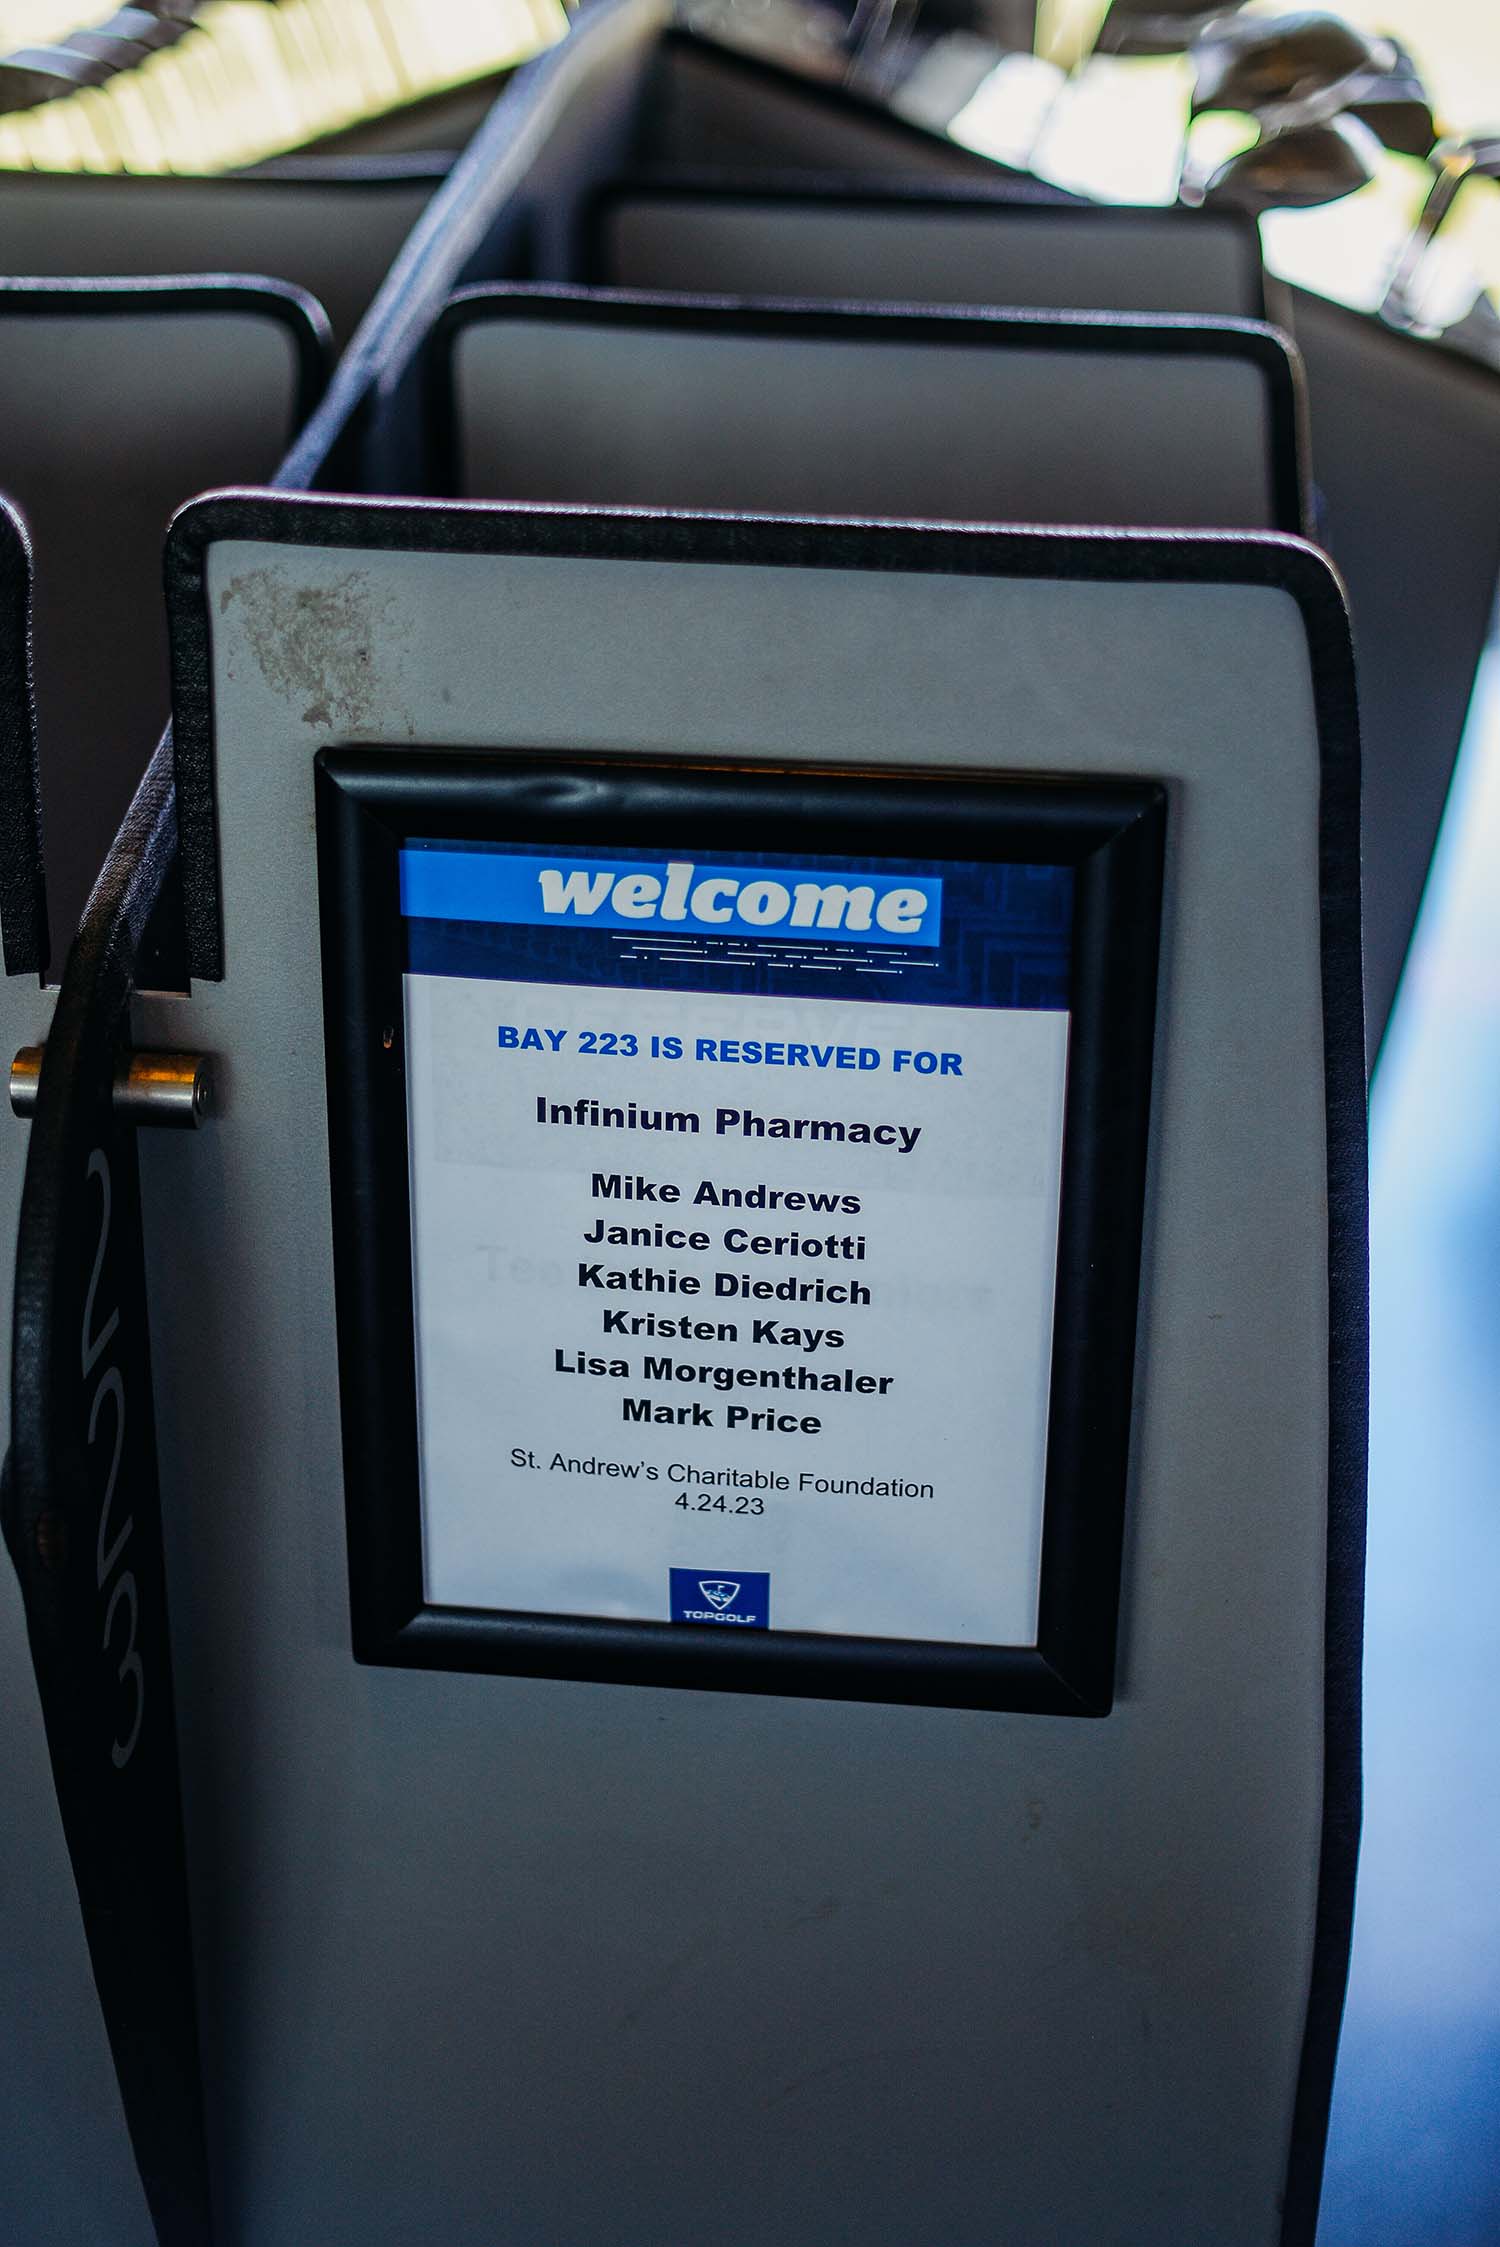 welcome
BAY 223 IS RESERVED FOR
Infinium Pharmacy
Mike Andrews
Janice Ceriotti
Kathie Diedrich
Kristen Kays
Lisa Morgenthaler
Mark Price
St. Andrew's Charitable Foundation
4.24.23
TOPGOLF
223